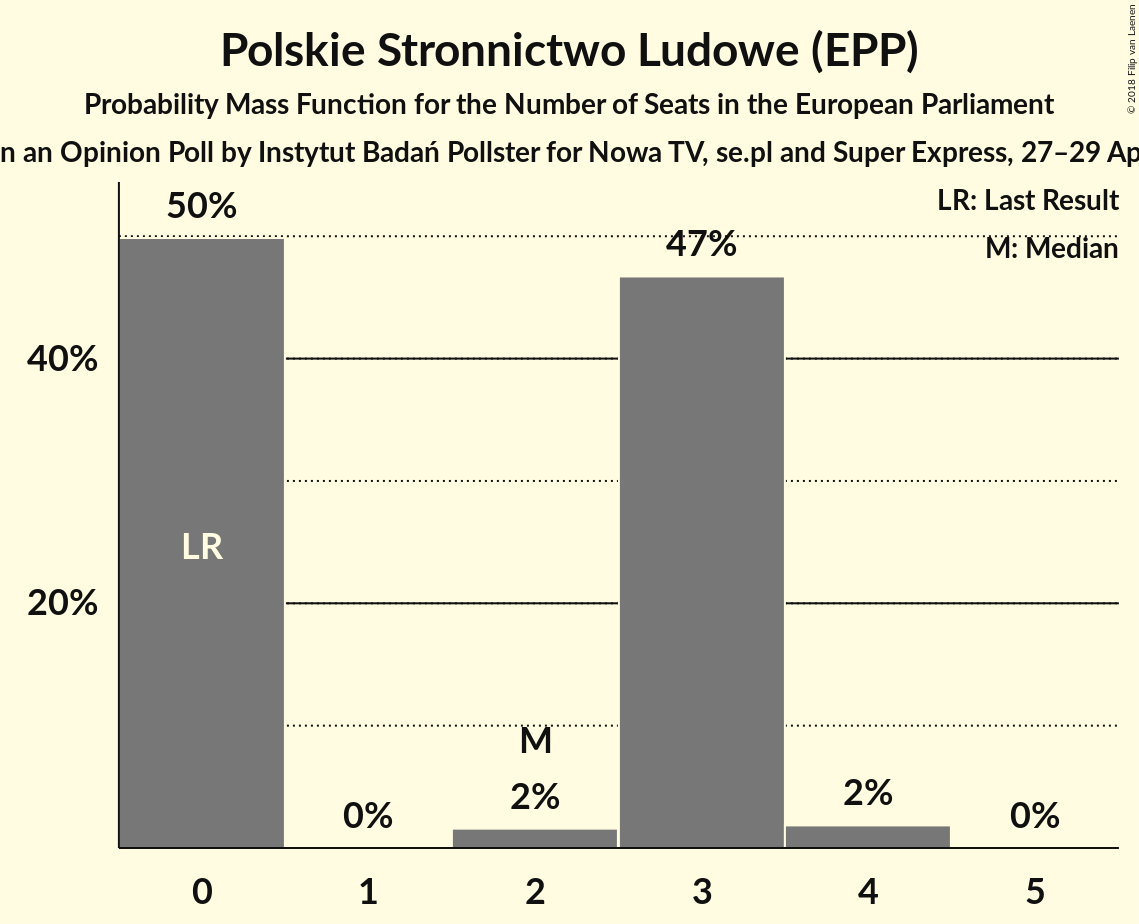 Polskie Stronnictwo Ludowe (EPP)
Probability Mass Function for the Number of Seats in the European Parliament
n an Opinion Poll by Instytut Badań Pollster for Nowa TV, se.pl and Super Express, 27–29 Ap
© 2018 Filip van Laenen
LR: Last Result
M: Median
50%
47%
40%
LR
20%
M
2%
2%
0%
0%
0 1 2 3 4 5